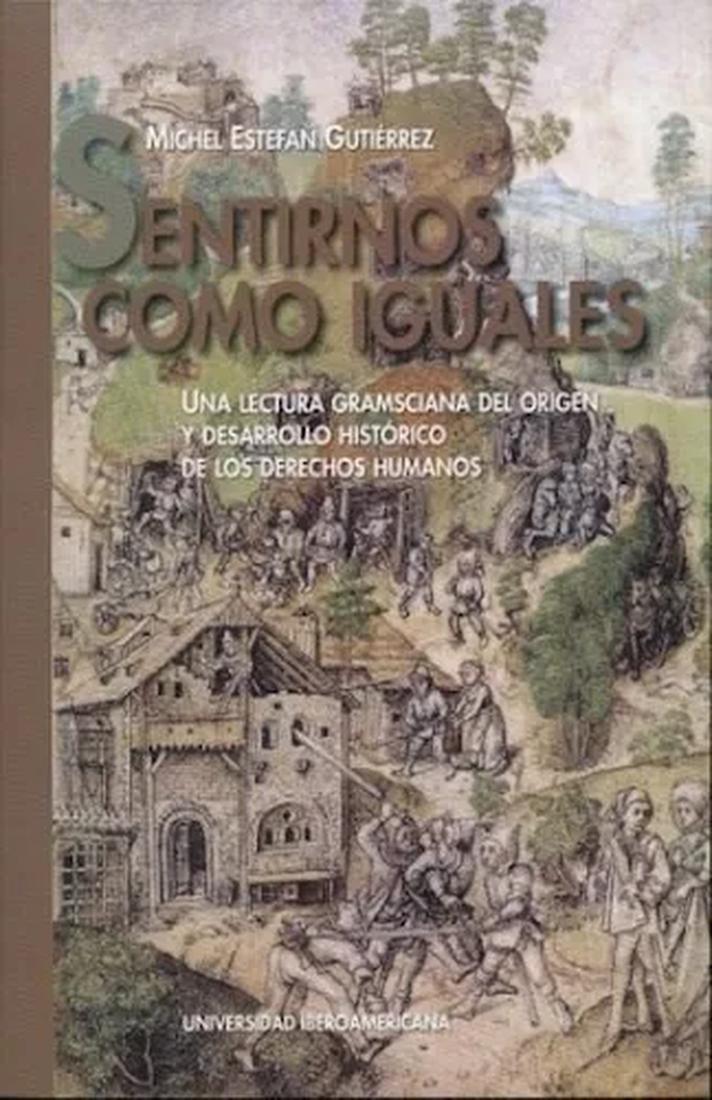 MICHEL ESTEFAN GUTIÉRREZ
SENTIRNOS
COMO IGUALES
UNA LECTURA GRAMSCIANA DEL ORIGEN
Y DESARROLLO HISTÓRICO
DE LOS DERECHOS HUMANOS
UNIVERSIDAD IBEROAMERICANA